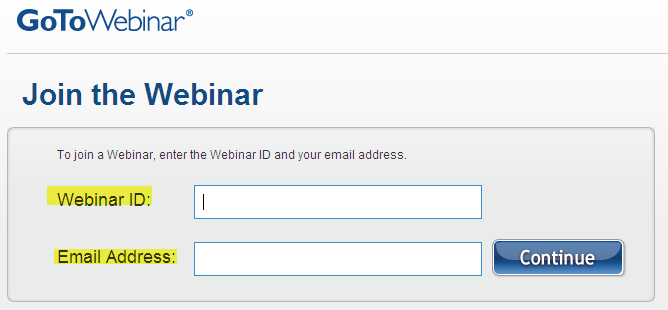 GoToWebinar®
Join the Webinar
To join a Webinar, enter the Webinar ID and your email address.
Webinar ID:
Email Address:
Continue